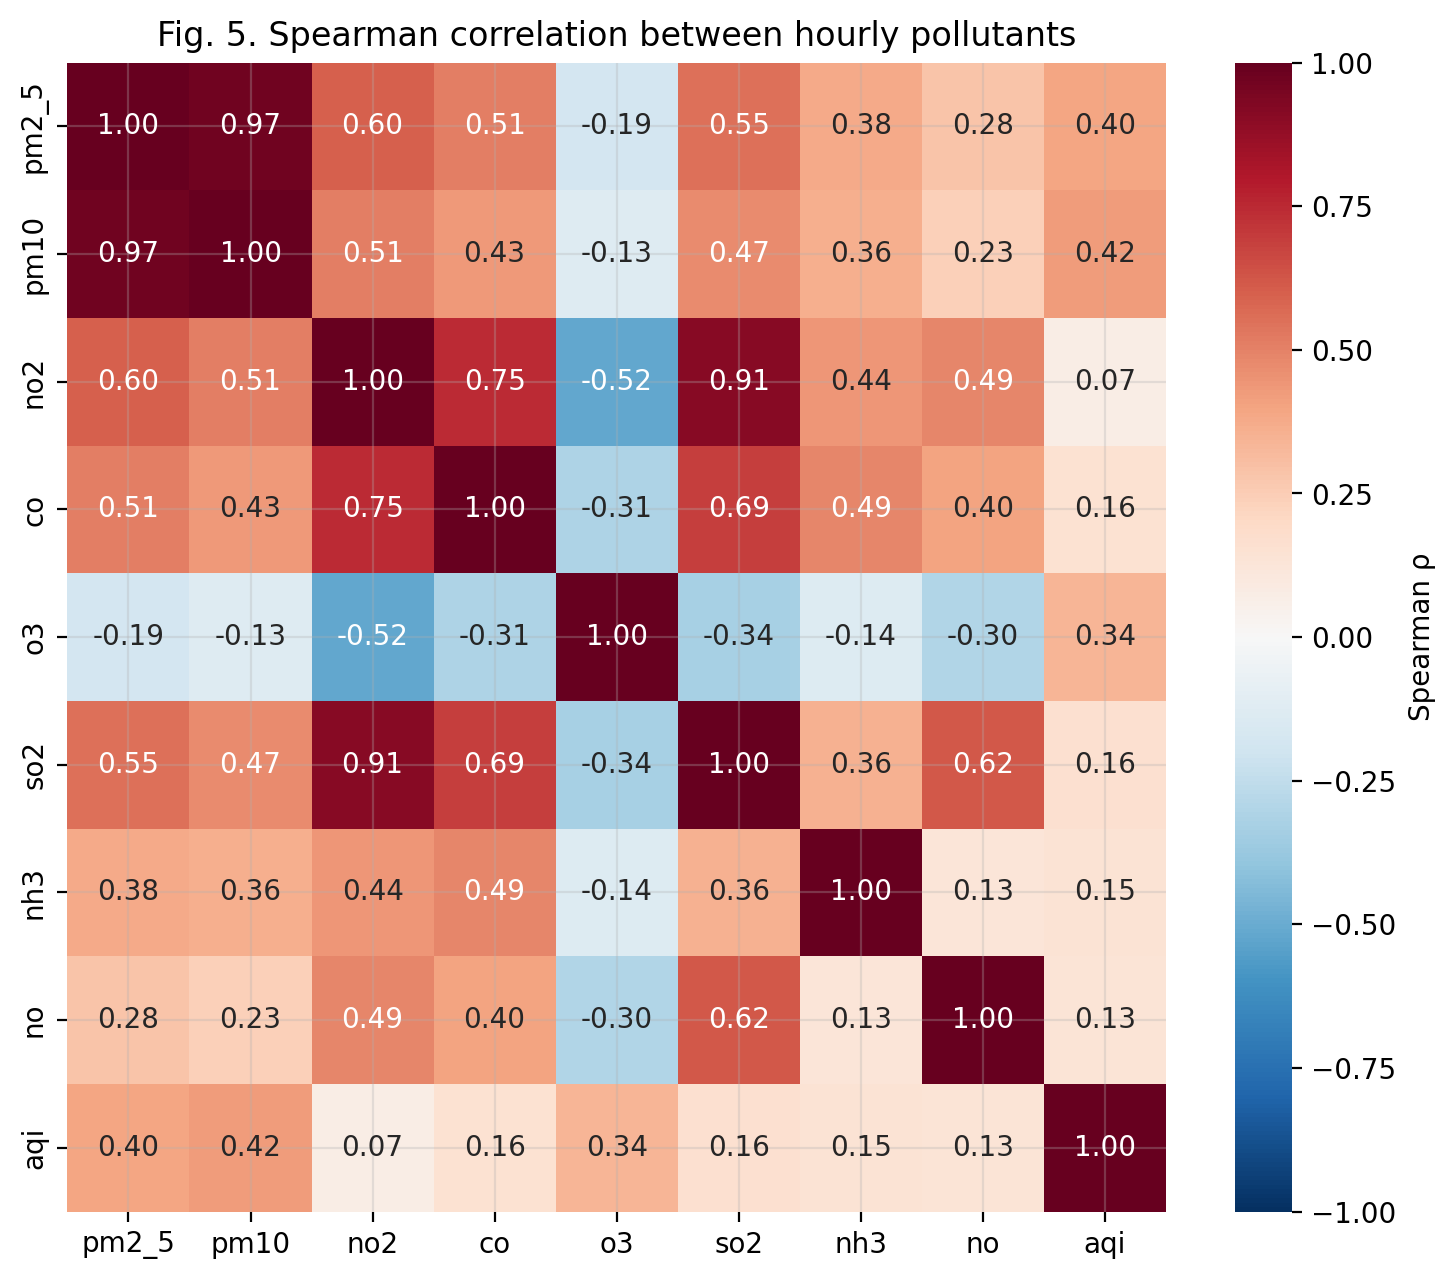 Fig. 5. Spearman correlation between hourly pollutants
pm2_5 1.00 0.97 0.60 0.51 -0.19 0.55 0.38 0.28 0.40
pm10 0.97 1.00 0.51 0.43 -0.13 0.47 0.36 0.23 0.42
no2 0.60 0.51 1.00 0.75 -0.52 0.91 0.44 0.49 0.07
co 0.51 0.43 0.75 1.00 -0.31 0.69 0.49 0.40 0.16
o3 -0.19 -0.13 -0.52 -0.31 1.00 -0.34 -0.14 -0.30 0.34
so2 0.55 0.47 0.91 0.69 -0.34 1.00 0.36 0.62 0.16
nh3 0.38 0.36 0.44 0.49 -0.14 0.36 1.00 0.13 0.15
no 0.28 0.23 0.49 0.40 -0.30 0.62 0.13 1.00 0.13
aqi 0.40 0.42 0.07 0.16 0.34 0.16 0.15 0.13 1.00
pm2_5 pm10 no2 co o3 so2 nh3 no aqi
1.00
0.75
0.50
0.25
0.00
−0.25
−0.50
−0.75
−1.00
Spearman ρ